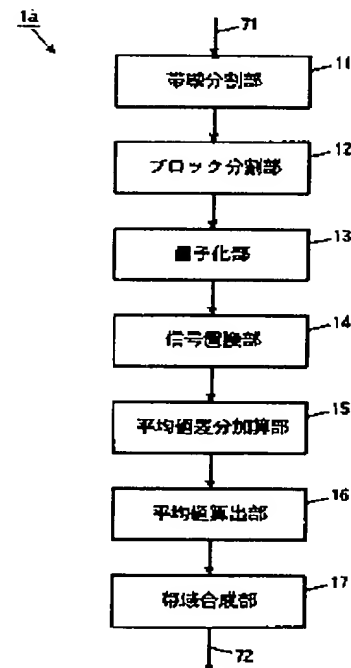 1a
71
帯域分割部
11
ブロック分割部
12
量子化部
13
信号置換部
14
平均値差分加算部
15
平均値算出部
16
帯域合成部
17
72